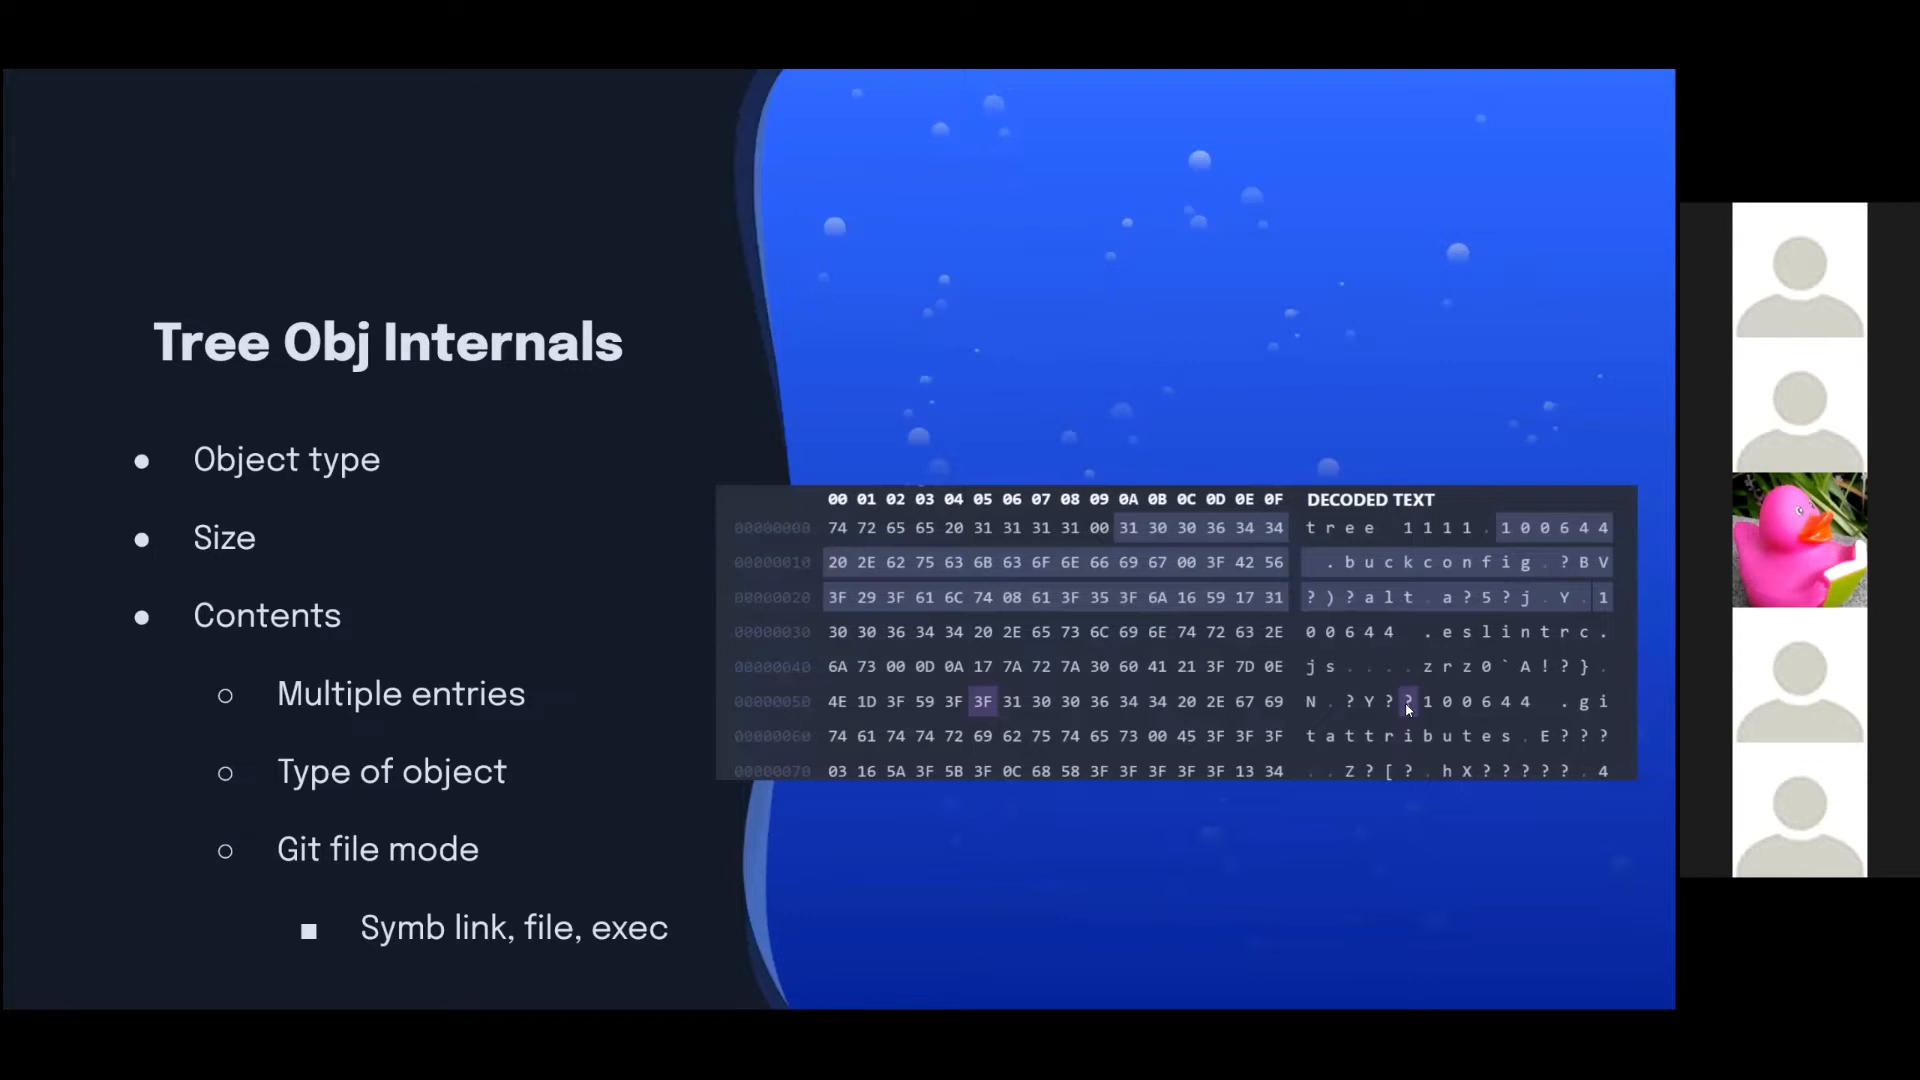 Tree Obj Internals
● Object type
● Size
● Contents
○ Multiple entries
○ Type of object
○ Git file mode
■ Symb link, file, exec
00 01 02 03 04 05 06 07 08 09 0A 0B 0C 0D 0E 0F DECODED TEXT
00000000 74 72 65 65 20 31 31 31 31 00 31 30 30 36 34 34 t r e e 1 1 1 1 . 1 0 0 6 4 4
00000010 20 2E 62 75 63 6B 63 6F 6E 66 69 67 00 3F 42 56 . b u c k c o n f i g . ? B V
00000020 3F 29 3F 61 6C 74 08 61 3F 35 3F 6A 16 59 17 31 ? ) ? a l t . a ? 5 ? j . Y . 1
00000030 30 30 36 34 34 20 2E 65 73 6C 69 6E 74 72 63 2E 0 0 6 4 4 . e s l i n t r c .
00000040 6A 73 00 0D 0A 17 7A 72 7A 30 60 41 21 3F 7D 0E j s . . . . z r z 0 ` A ! ? } .
00000050 4E 1D 3F 59 3F 3F 31 30 30 36 34 34 20 2E 67 69 N . ? Y ? ? 1 0 0 6 4 4 . g i
00000060 74 61 74 74 72 69 62 75 74 65 73 00 45 3F 3F 3F t a t t r i b u t e s . E ? ? ?
00000070 03 16 5A 3F 5B 3F 0C 68 58 3F 3F 3F 3F 3F 13 34 . . Z ? [ ? . h X ? ? ? ? ? . 4